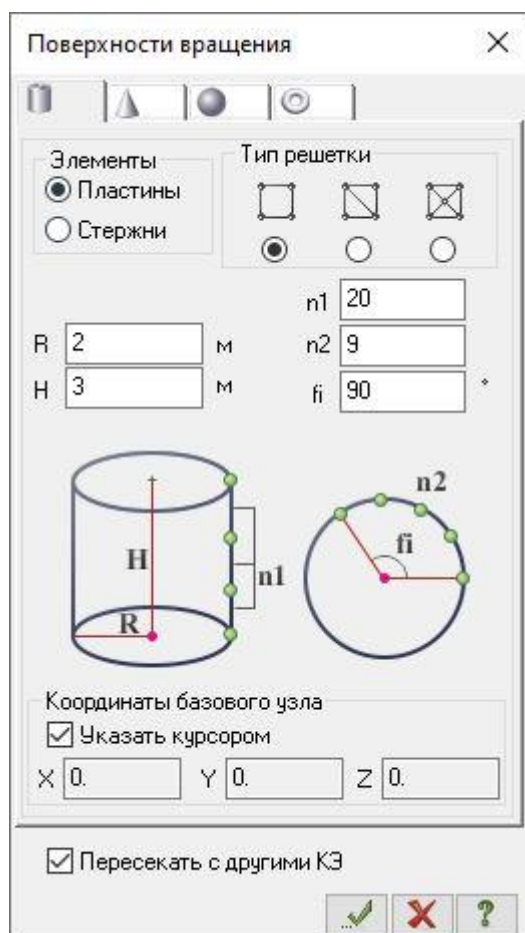 Поверхности вращения
Элементы
Тип решетки
Пластины
Стержни
n1 20
R 2 м n2 9
H 3 м fi 90 °
n2
fi
H
n1
R
Координаты базового узла
Указать курсором
X 0. Y 0. Z 0.
Пересекать с другими КЭ
?